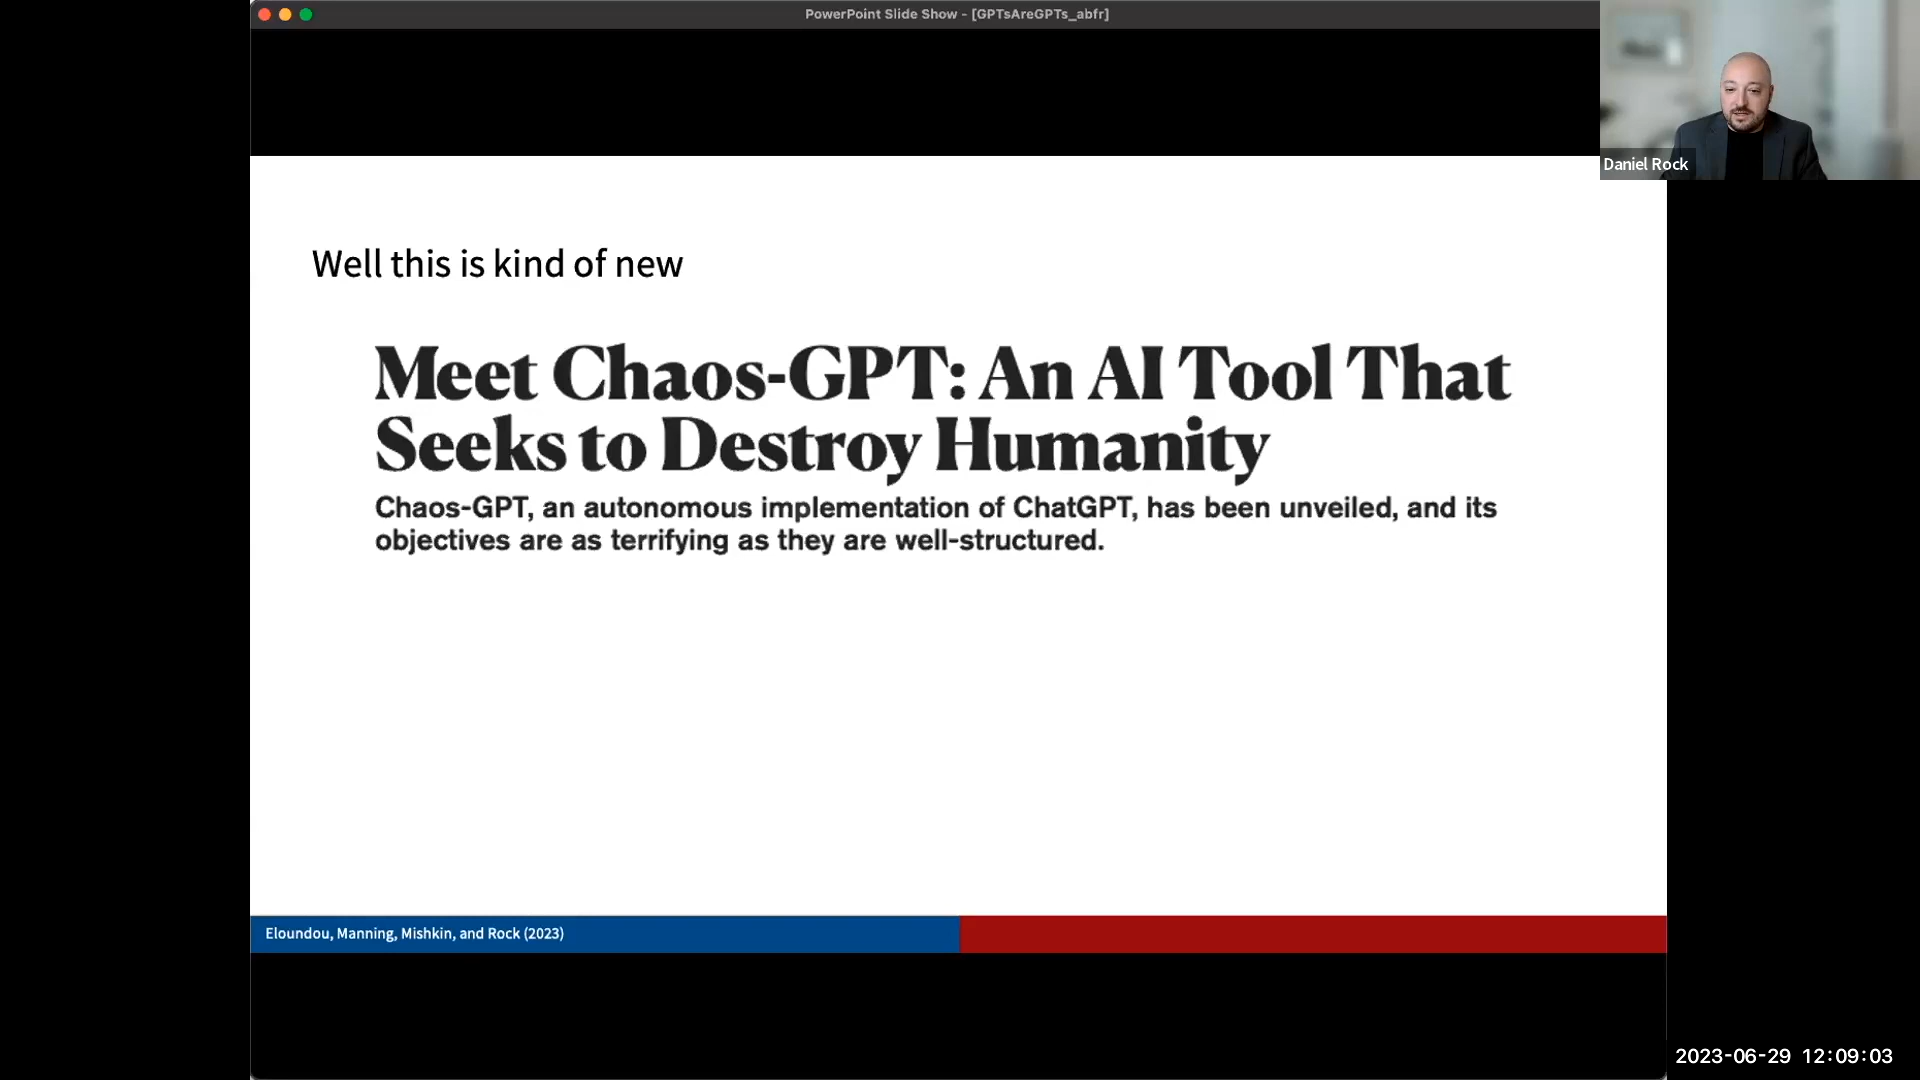 PowerPoint Slide Show - [GPTsAreGPTs_abfr]
Daniel Rock
Well this is kind of new
Meet Chaos-GPT: An AI Tool That
Seeks to Destroy Humanity
Chaos-GPT, an autonomous implementation of ChatGPT, has been unveiled, and its
objectives are as terrifying as they are well-structured.
Eloundou, Manning, Mishkin, and Rock (2023)
2023-06-29 12:09:03